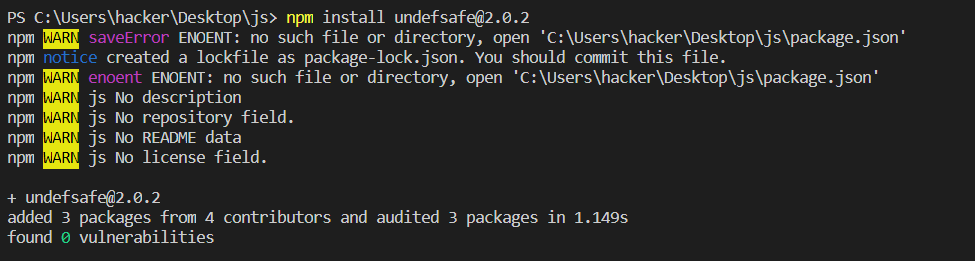 PS C:\Users\hacker\Desktop\js> npm install undefsafe@2.0.2
npm WARN saveError ENOENT: no such file or directory, open 'C:\Users\hacker\Desktop\js\package.json'
npm notice created a lockfile as package-lock.json. You should commit this file.
npm WARN enoent ENOENT: no such file or directory, open 'C:\Users\hacker\Desktop\js\package.json'
npm WARN js No description
npm WARN js No repository field.
npm WARN js No README data
npm WARN js No license field.
+ undefsafe@2.0.2
added 3 packages from 4 contributors and audited 3 packages in 1.149s
found 0 vulnerabilities